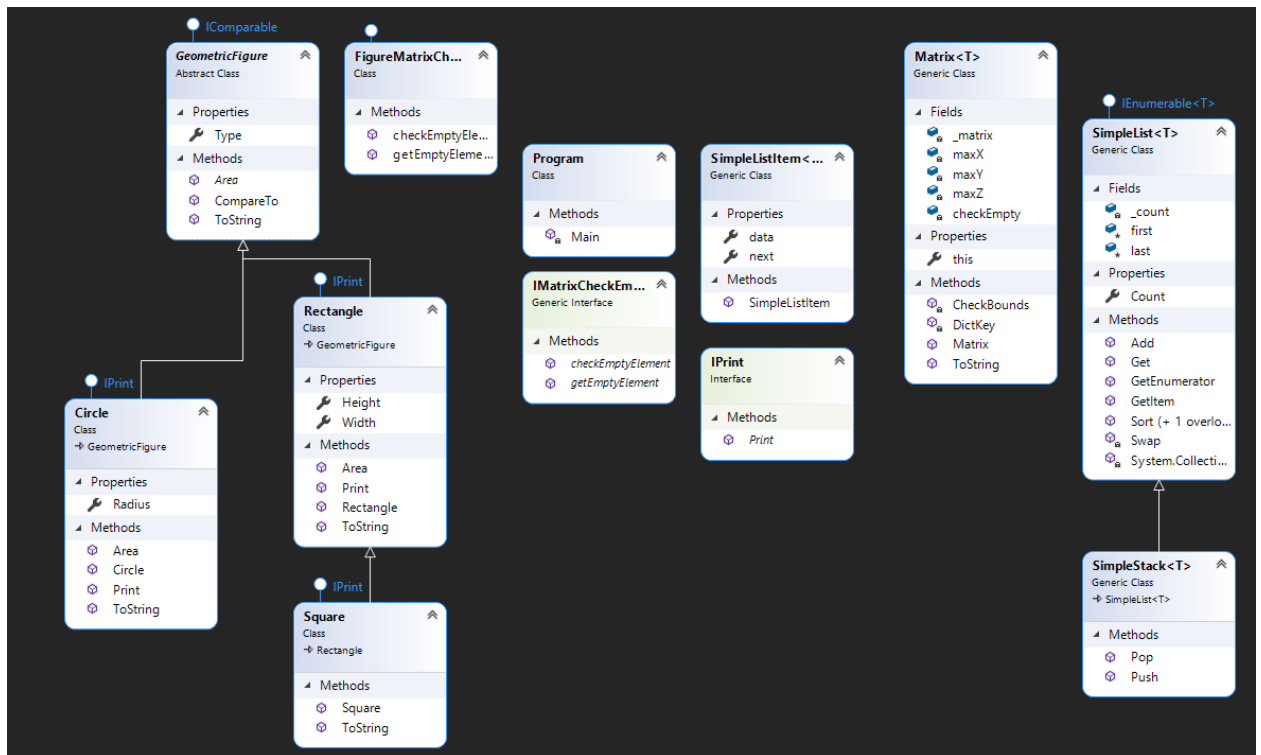 IComparable
GeometricFigure
Abstract Class
Properties
Type
Methods
Area
CompareTo
ToString
FigureMatrixCh...
Class
Methods
checkEmptyEle...
getEmptyEleme...
Program
Class
Methods
Main
IMatrixCheckEm...
Generic Interface
Methods
checkEmptyElement
getEmptyElement
SimpleListItem<...
Generic Class
Properties
data
next
Methods
SimpleListItem
IPrint
Interface
Methods
Print
Matrix<T>
Generic Class
Fields
_matrix
maxX
maxY
maxZ
checkEmpty
Properties
this
Methods
CheckBounds
DictKey
Matrix
ToString
IEnumerable<T>
SimpleList<T>
Generic Class
Fields
_count
first
last
Properties
Count
Methods
Add
Get
GetEnumerator
GetItem
Sort (+ 1 overlo...
Swap
System.Collecti...
IPrint
Rectangle
Class
GeometricFigure
Properties
Height
Width
Methods
Area
Print
Rectangle
ToString
IPrint
Circle
Class
GeometricFigure
Properties
Radius
Methods
Area
Circle
Print
ToString
IPrint
Square
Class
Rectangle
Methods
Square
ToString
SimpleStack<T>
Generic Class
SimpleList<T>
Methods
Pop
Push